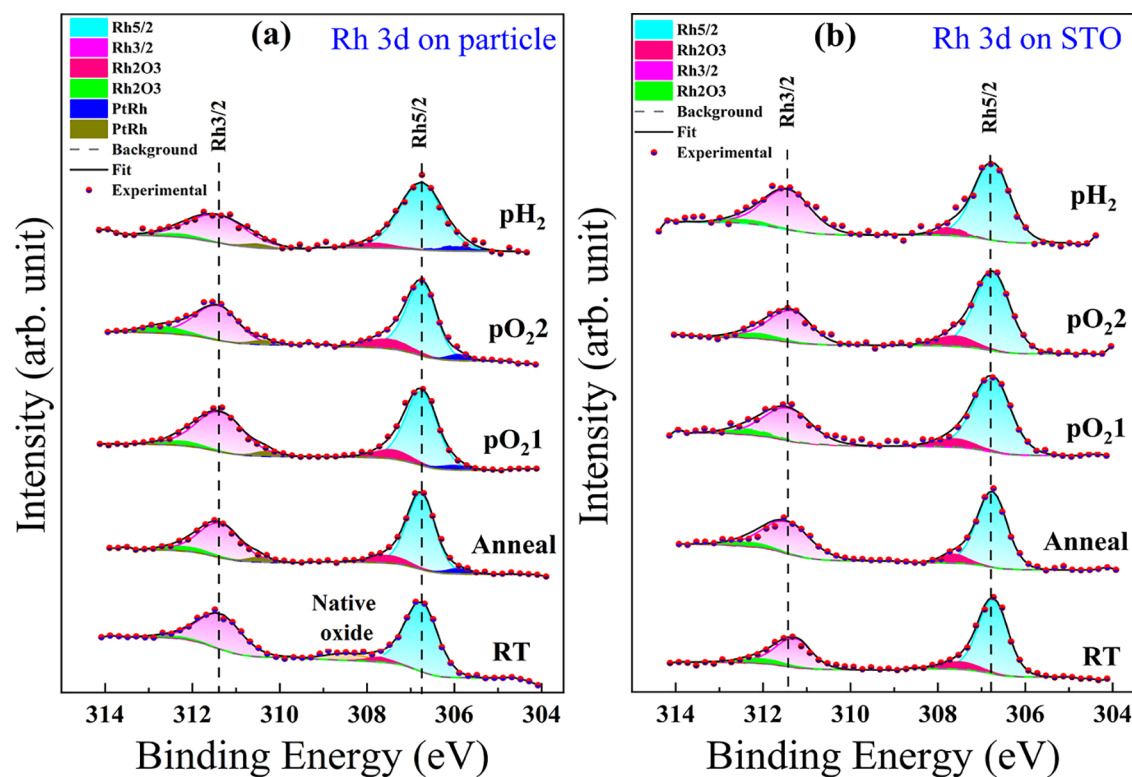 (a)
Rh 3d on particle
Rh5/2
Rh3/2
Rh2O3
Rh2O3
PtRh
PtRh
Background
Fit
Experimental
Rh3/2
Rh5/2
pH₂
pO₂2
pO₂1
Anneal
Native
oxide
RT
Intensity (arb. unit)
314 312 310 308 306 304
Binding Energy (eV)
(b)
Rh 3d on STO
Rh5/2
Rh2O3
Rh3/2
Rh2O3
Background
Fit
Experimental
Rh3/2
Rh5/2
pH₂
pO₂2
pO₂1
Anneal
RT
Intensity (arb. unit)
314 312 310 308 306 304
Binding Energy (eV)